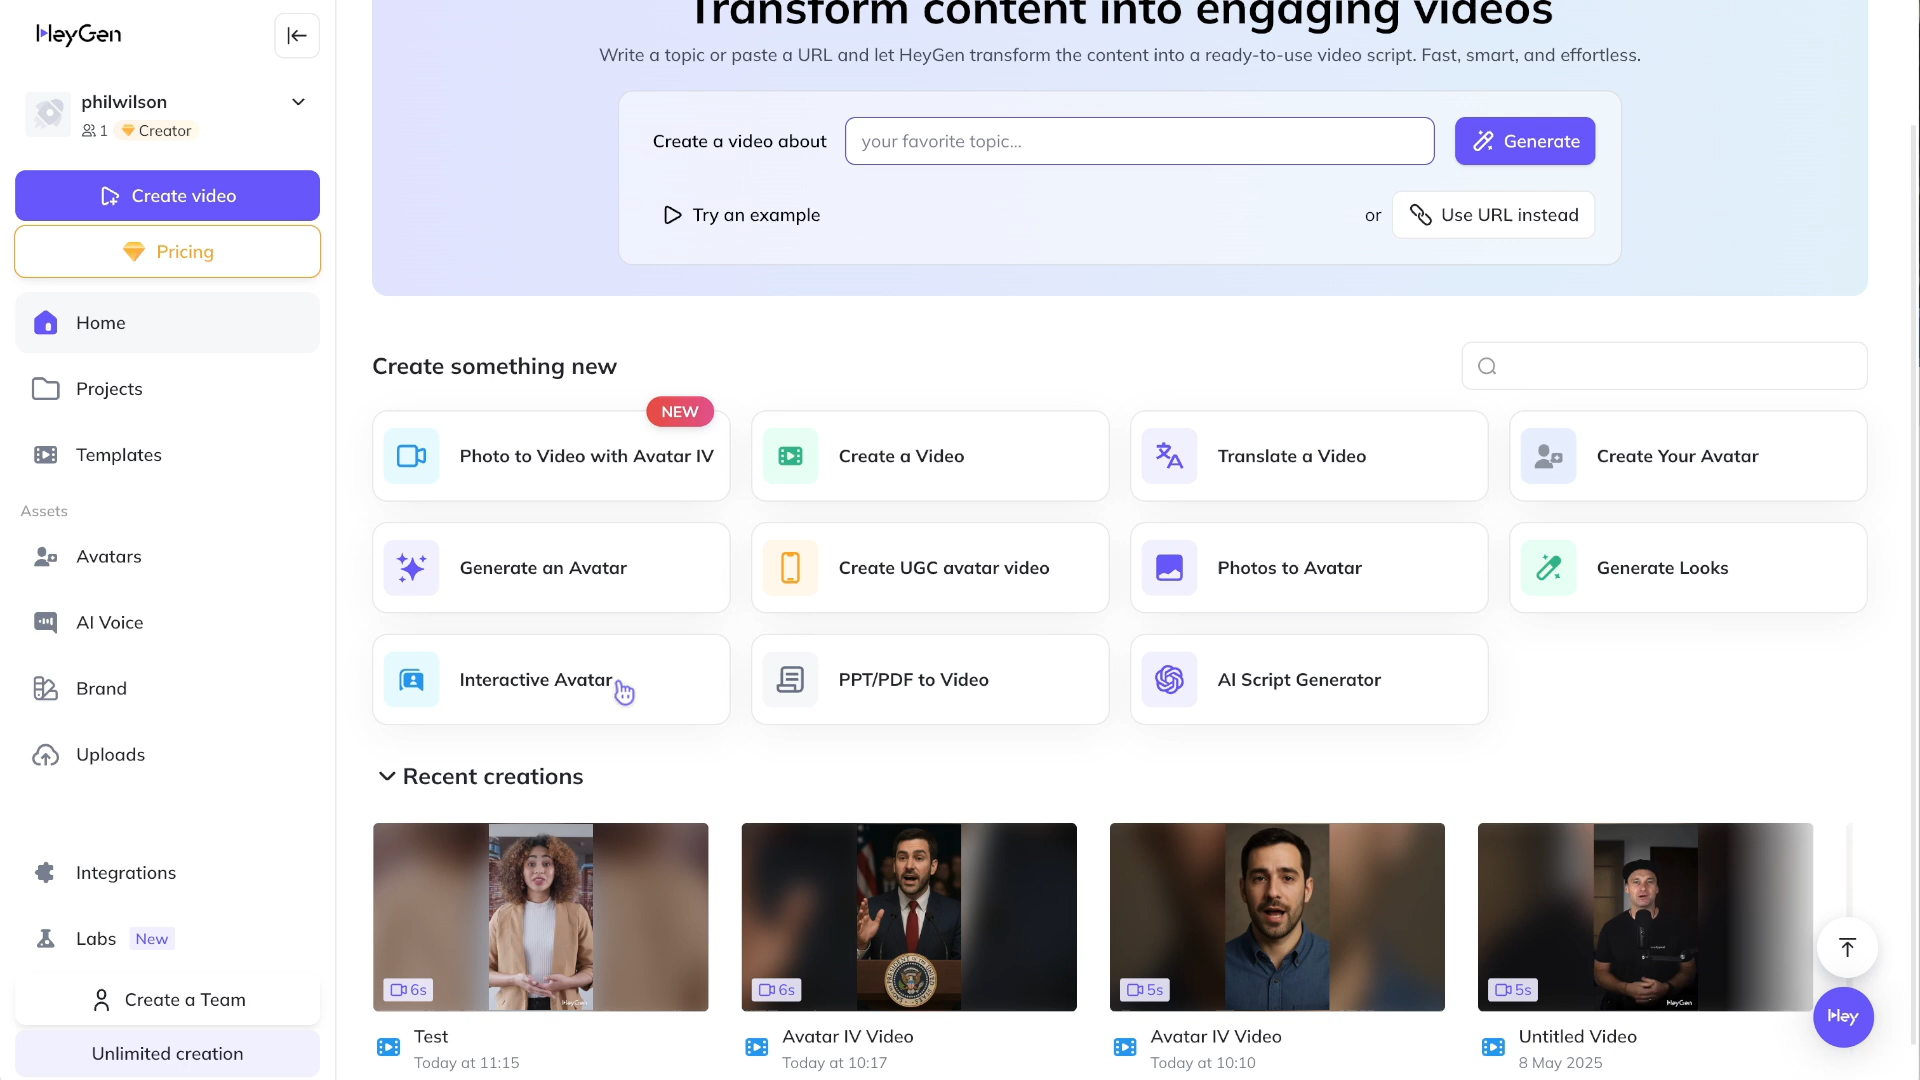 HeyGen
philwilson
1 Creator
Create video
Pricing
Home
Projects
Templates
Assets
Avatars
AI Voice
Brand
Uploads
Integrations
Labs New
Create a Team
Unlimited creation
Transform content into engaging videos
Write a topic or paste a URL and let HeyGen transform the content into a ready-to-use video script. Fast, smart, and effortless.
Create a video about your favorite topic... Generate
Try an example or Use URL instead
Create something new
NEW
Photo to Video with Avatar IV Create a Video Translate a Video Create Your Avatar
Generate an Avatar Create UGC avatar video Photos to Avatar Generate Looks
Interactive Avatar PPT/PDF to Video AI Script Generator
Recent creations
6s HeyGen 6s 5s 5s HeyGen
Hey
Test Avatar IV Video Avatar IV Video Untitled Video
Today at 11:15 Today at 10:17 Today at 10:10 8 May 2025